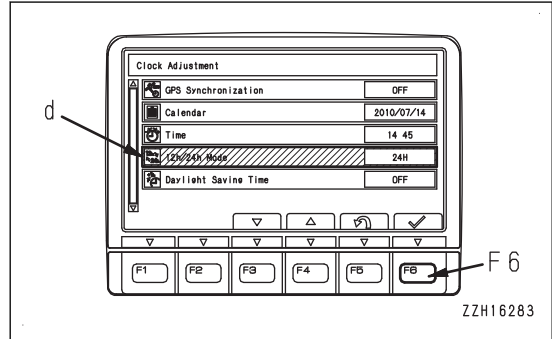 Clock Adjustment
GPS Synchronization OFF
Calendar 2010/07/14
d
Time 14 45
12h/24h Mode 24H
Daylight Saving Time OFF
F1 F2 F3 F4 F5 F6
F6
ZZH16283